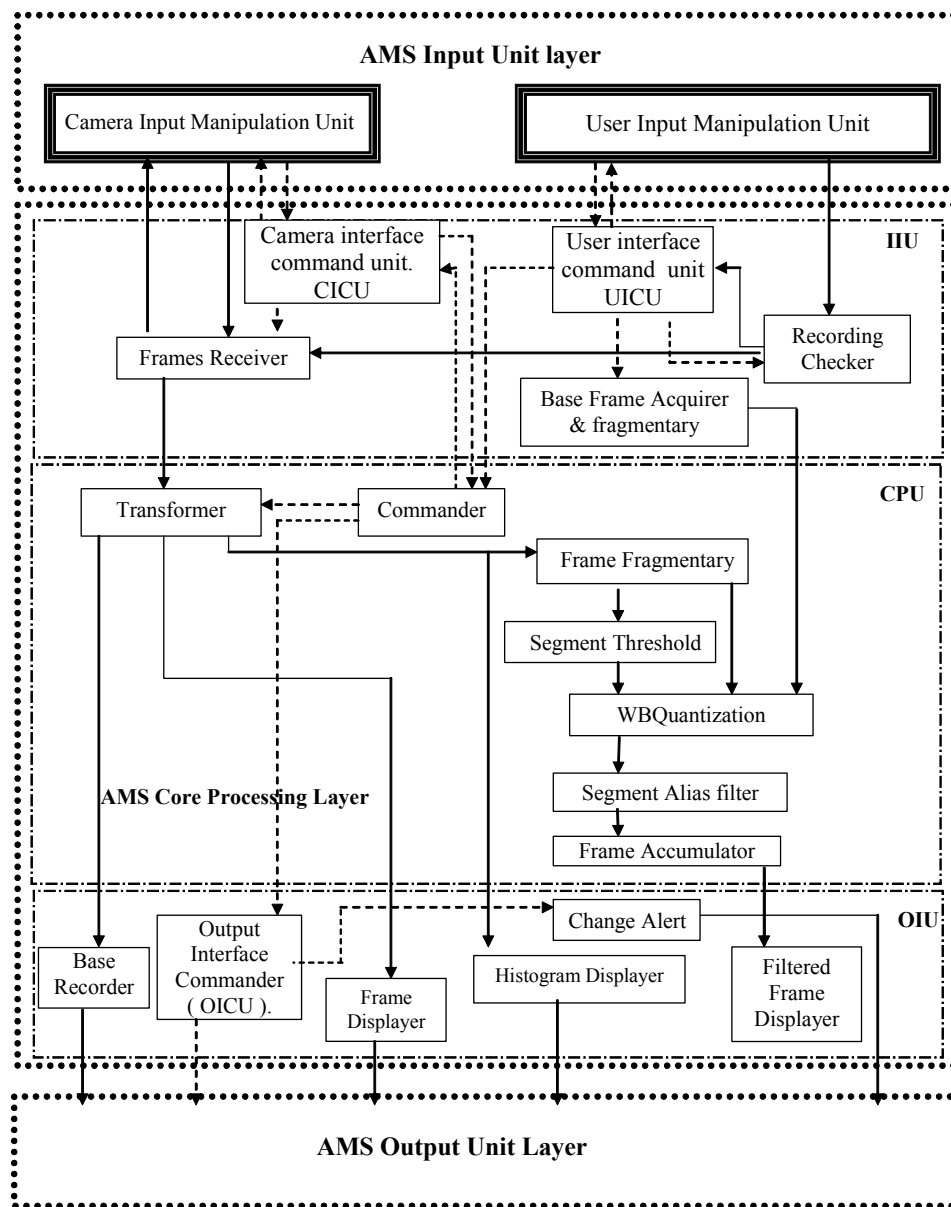 AMS Input Unit layer
Camera Input Manipulation Unit
User Input Manipulation Unit
IIU
Camera interface
command unit.
CICU
User interface
command unit
UICU
Recording
Checker
Frames Receiver
Base Frame Acquirer
& fragmentary
CPU
Transformer
Commander
Frame Fragmentary
Segment Threshold
WBQuantization
AMS Core Processing Layer
Segment Alias filter
Frame Accumulator
OIU
Change Alert
Base
Recorder
Output
Interface
Commander
( OICU ).
Frame
Displayer
Histogram Displayer
Filtered
Frame
Displayer
AMS Output Unit Layer